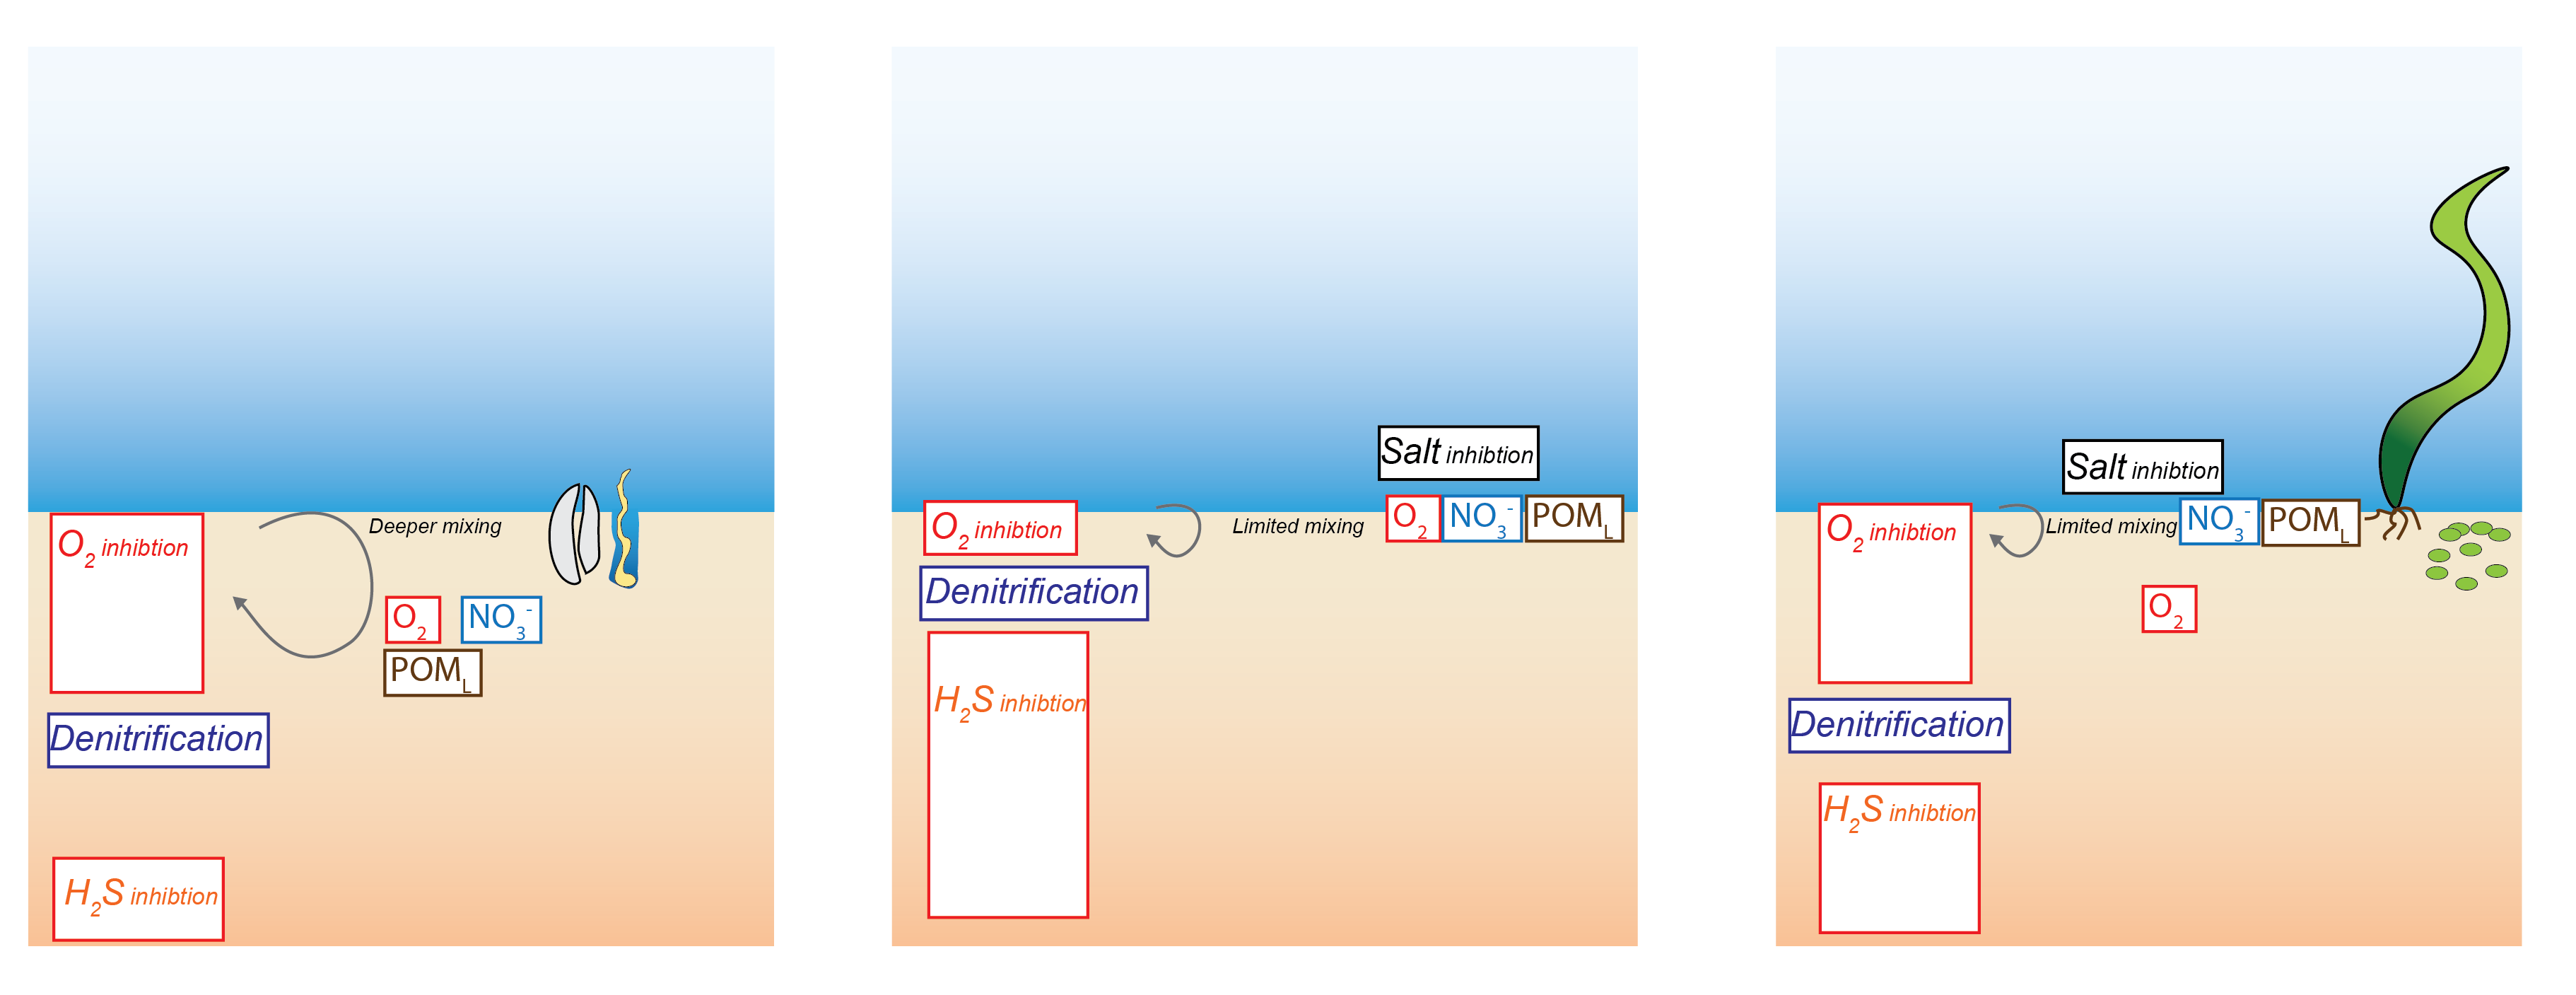 O2 inhibtion
Deeper mixing
O2
NO3-
POML
Denitrification
H2S inhibtion
Salt inhibtion
O2 inhibtion
Limited mixing
O2
NO3-
POML
Denitrification
H2S inhibtion
Salt inhibtion
O2 inhibtion
Limited mixing
NO3-
POML
O2
Denitrification
H2S inhibtion